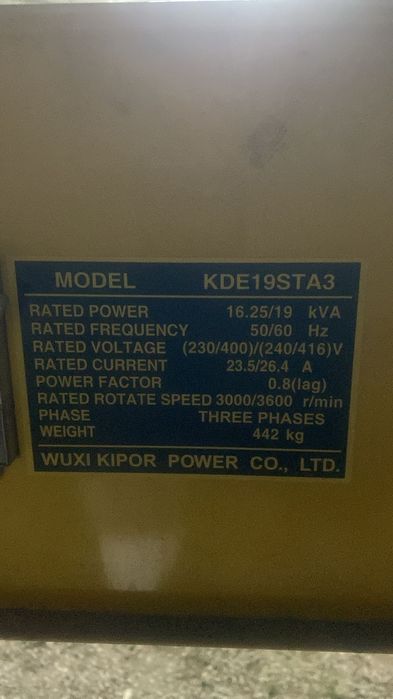 MODEL KDE19STA3
RATED POWER 16.25/19 kVA
RATED FREQUENCY 50/60 Hz
RATED VOLTAGE (230/400)/(240/416)V
RATED CURRENT 23.5/26.4 A
POWER FACTOR 0.8(lag)
RATED ROTATE SPEED 3000/3600 r/min
PHASE THREE PHASES
WEIGHT 442 kg
WUXI KIPOR POWER CO., LTD.